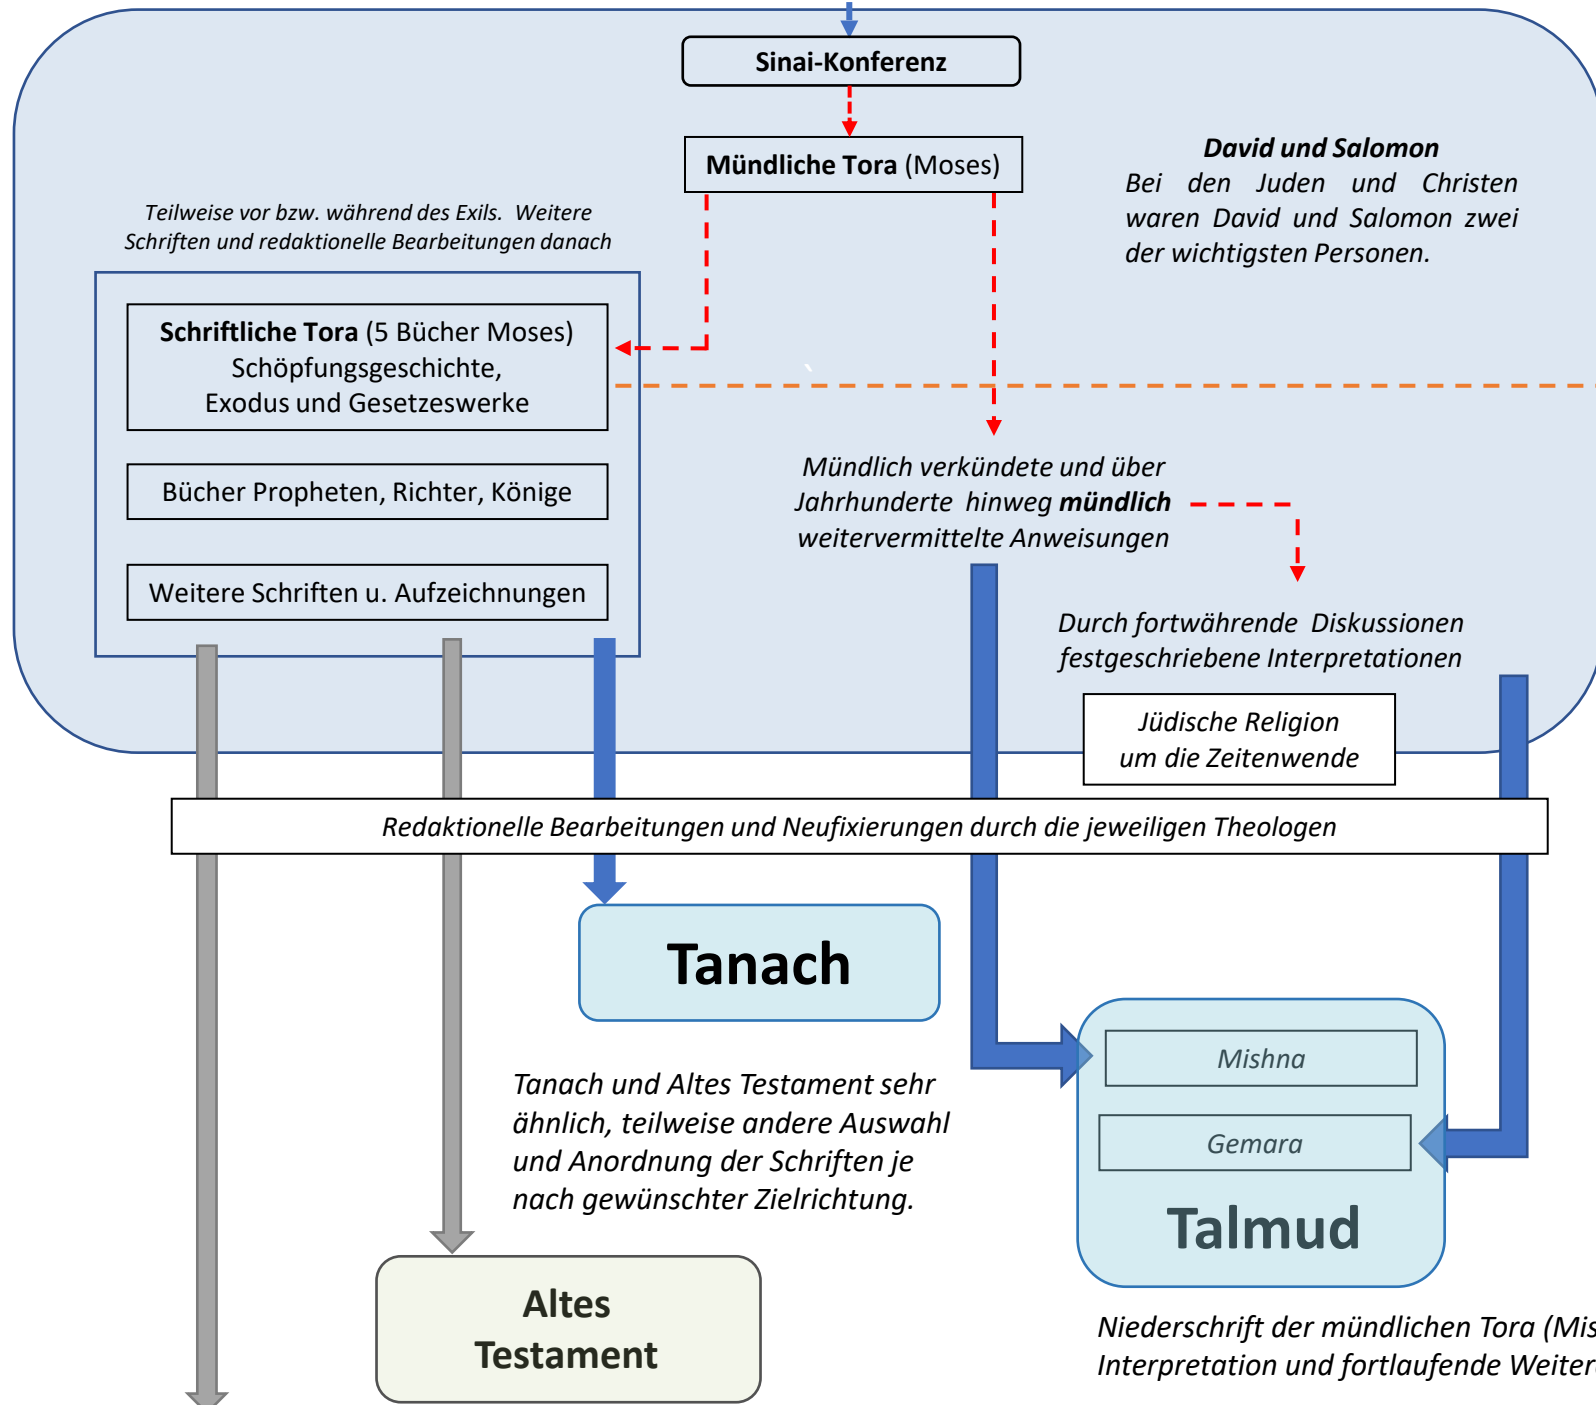 Sinai-Konferenz
Mündliche Tora (Moses)
David und Salomon
Bei den Juden und Christen
waren David und Salomon zwei
der wichtigsten Personen.
Teilweise vor bzw. während des Exils. Weitere
Schriften und redaktionelle Bearbeitungen danach
Schriftliche Tora (5 Bücher Moses)
Schöpfungsgeschichte,
Exodus und Gesetzeswerke
Bücher Propheten, Richter, Könige
Weitere Schriften u. Aufzeichnungen
Mündlich verkündete und über
Jahrhunderte hinweg mündlich
weitervermittelte Anweisungen
Durch fortwährende Diskussionen
festgeschriebene Interpretationen
Jüdische Religion
um die Zeitenwende
Redaktionelle Bearbeitungen und Neufixierungen durch die jeweiligen Theologen
Tanach
Tanach und Altes Testament sehr
ähnlich, teilweise andere Auswahl
und Anordnung der Schriften je
nach gewünschter Zielrichtung.
Mishna
Gemara
Talmud
Altes
Testament
Niederschrift der mündlichen Tora (Mis
Interpretation und fortlaufende Weiter